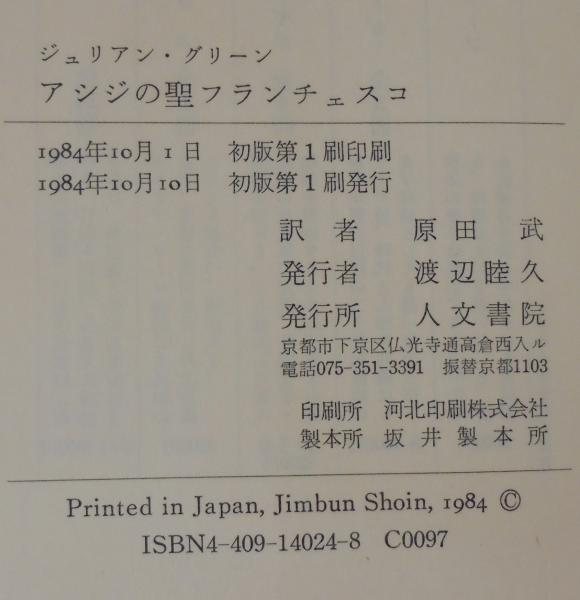 ジュリアン・グリーン
アシジの聖フランチェスコ
1984年10月1日 初版第1刷印刷
1984年10月10日 初版第1刷発行
訳者 原田武
発行者 渡辺睦久
発行所 人文書院
京都市下京区仏光寺通高倉西入ル
電話075-351-3391 振替京都1103
印刷所 河北印刷株式会社
製本所 坂井製本所
Printed in Japan, Jimbun Shoin, 1984 ©
ISBN4-409-14024-8 C0097